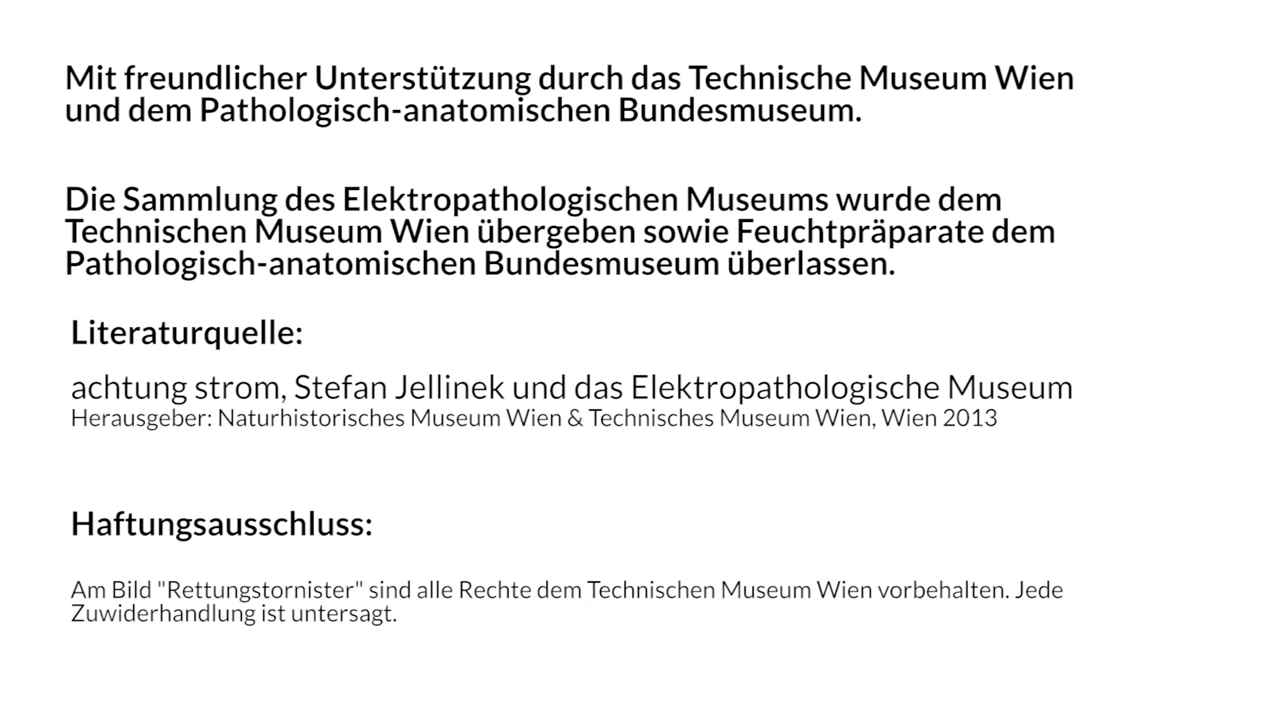 Mit freundlicher Unterstützung durch das Technische Museum Wien
und dem Pathologisch-anatomischen Bundesmuseum.
Die Sammlung des Elektropathologischen Museums wurde dem
Technischen Museum Wien übergeben sowie Feuchtpräparate dem
Pathologisch-anatomischen Bundesmuseum überlassen.
Literaturquelle:
achtung strom, Stefan Jellinek und das Elektropathologische Museum
Herausgeber: Naturhistorisches Museum Wien & Technisches Museum Wien, Wien 2013
Haftungsausschluss:
Am Bild "Rettungstornister" sind alle Rechte dem Technischen Museum Wien vorbehalten. Jede
Zuwiderhandlung ist untersagt.